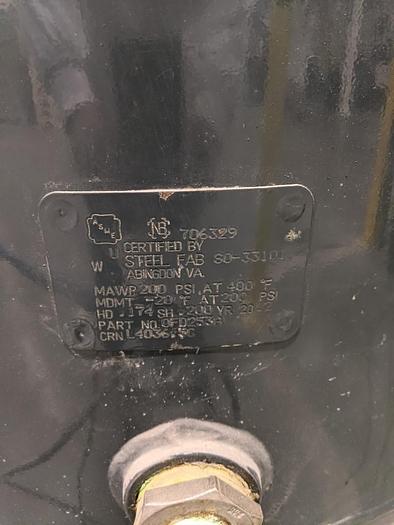 ASME NB 706329
U CERTIFIED BY
W STEEL FAB SO-33101
ABINGDON VA.
MAWP 200 PSI AT 400 °F
MDMT -20 °F AT 200 PSI
HD .174 SH .200 YR
PART NO.
CRN